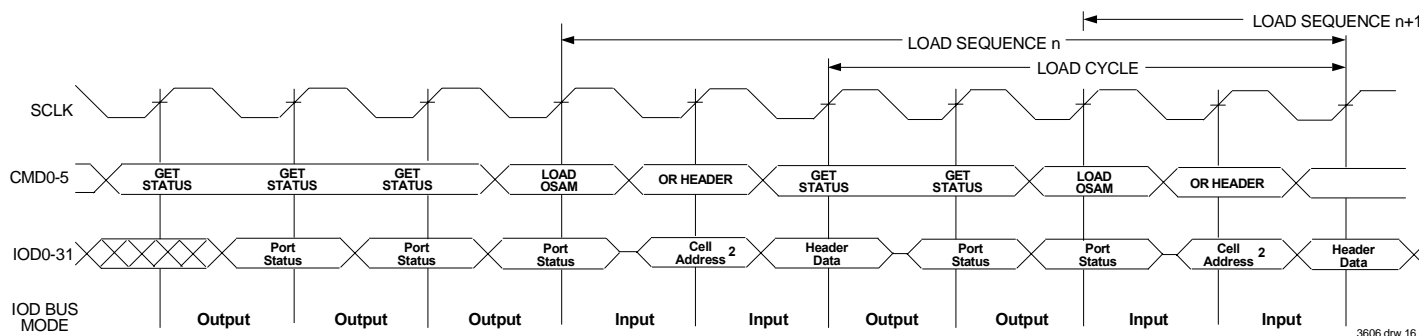 LOAD SEQUENCE n+1
LOAD SEQUENCE n
LOAD CYCLE
SCLK
CMD0-5
GET STATUS
GET STATUS
GET STATUS
LOAD OSAM
OR HEADER
GET STATUS
GET STATUS
LOAD OSAM
OR HEADER
IOD0-31
Port Status
Port Status
Port Status
Cell Address 2
Header Data
Port Status
Port Status
Cell Address 2
Header Data
IOD BUS MODE
Output
Output
Output
Input
Input
Output
Output
Input
Input
3606 drw 16